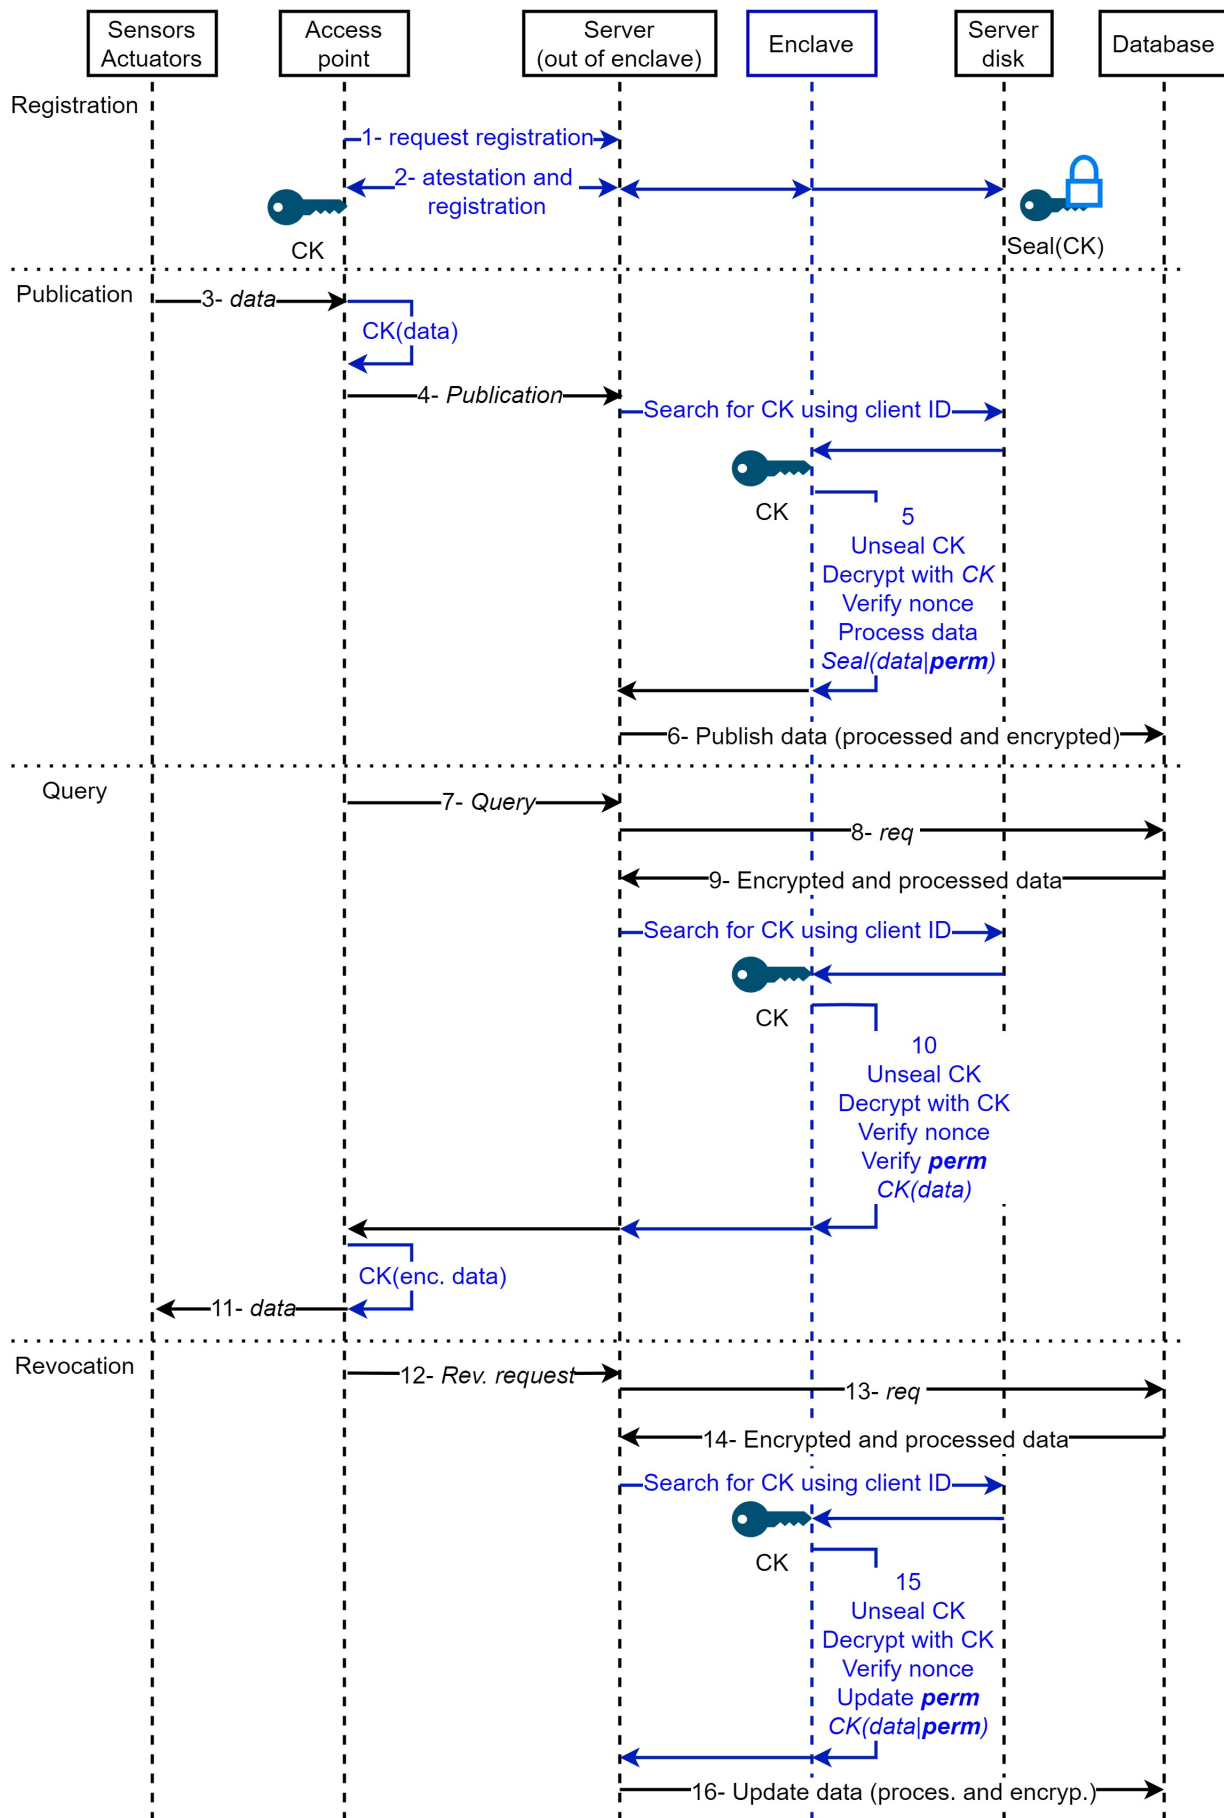 Sensors
Actuators
Access
point
Server
(out of enclave)
Enclave
Server
disk
Database
Registration
1- request registration
2- atestation and
registration
CK
Seal(CK)
Publication
3- data
CK(data)
4- Publication
Search for CK using client ID
CK
5
Unseal CK
Decrypt with CK
Verify nonce
Process data
Seal(data|perm)
6- Publish data (processed and encrypted)
Query
7- Query
8- req
9- Encrypted and processed data
Search for CK using client ID
CK
10
Unseal CK
Decrypt with CK
Verify nonce
Verify perm
CK(data)
CK(enc. data)
11- data
Revocation
12- Rev. request
13- req
14- Encrypted and processed data
Search for CK using client ID
CK
15
Unseal CK
Decrypt with CK
Verify nonce
Update perm
CK(data|perm)
16- Update data (proces. and encryp.)